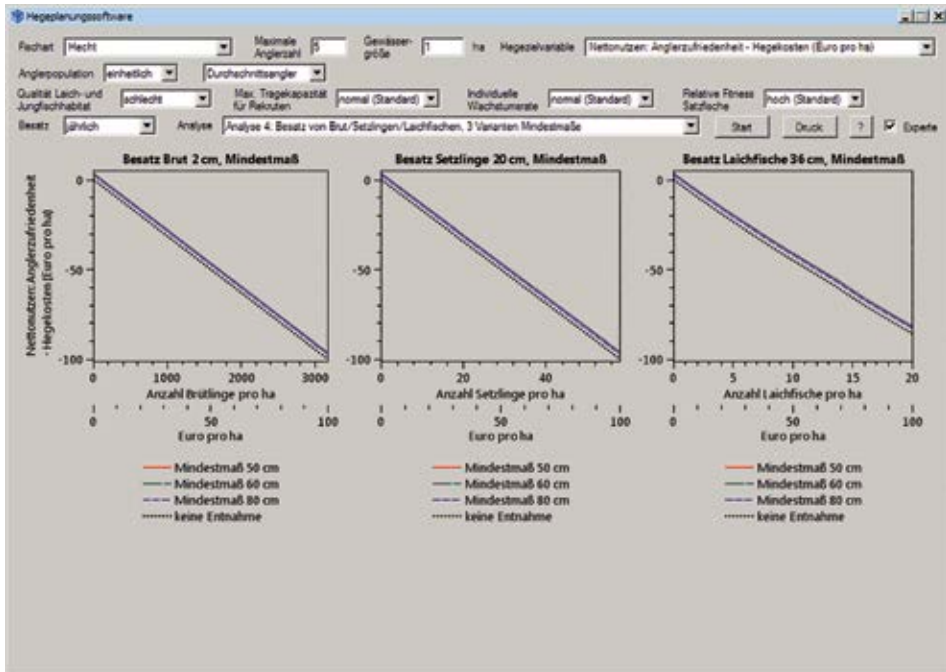 Hegeplanungssoftware
Fischart Hecht Maximale Anglerzahl 5 Gewässer-größe 1 ha Hegezielvariable Nettonutzen: Anglerzufriedenheit - Hegekosten (Euro pro ha)
Anglerpopulation einheitlich Durchschnittsangler
Qualität Laich- und Jungfischhabitat schlecht Max. Tragekapazität für Rekruten normal (Standard) Individuelle Wachstumsrate normal (Standard) Relative Fitness Satzfische hoch (Standard)
Besatz jährlich Analyse Analyse 4: Besatz von Brut/Setzlingen/Laichfischen, 3 Varianten Mindestmaße Start Druck ? Experte
Besatz Brut 2 cm, Mindestmaß
Nettonutzen: Anglerzufriedenheit
- Hegekosten (Euro pro ha)
0
-50
-100
0 1000 2000 3000
Anzahl Brütlinge pro ha
0 50 100
Euro pro ha
Mindestmaß 50 cm
Mindestmaß 60 cm
Mindestmaß 80 cm
keine Entnahme
Besatz Setzlinge 20 cm, Mindestmaß
0
-50
-100
0 20 40
Anzahl Setzlinge pro ha
0 50 100
Euro pro ha
Mindestmaß 50 cm
Mindestmaß 60 cm
Mindestmaß 80 cm
keine Entnahme
Besatz Laichfische 36 cm, Mindestmaß
0
-50
-100
0 5 10 15 20
Anzahl Laichfische pro ha
0 50 100
Euro pro ha
Mindestmaß 50 cm
Mindestmaß 60 cm
Mindestmaß 80 cm
keine Entnahme